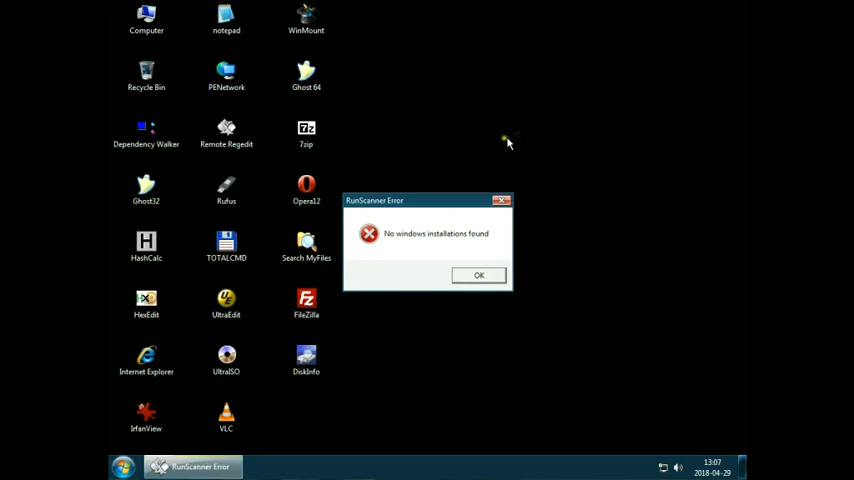 Computer
notepad
WinMount
Recycle Bin
PENetwork
Ghost 64
Dependency Walker
Remote Regedit
7z
7zip
Ghost32
Rufus
Opera12
RunScanner Error
No windows installations found
OK
H
HashCalc
TOTALCMD
Search MyFiles
HexEdit
UE
UltraEdit
Fz
FileZilla
Internet Explorer
UltraISO
DiskInfo
IrfanView
VLC
RunScanner Error
13:07
2018-04-29